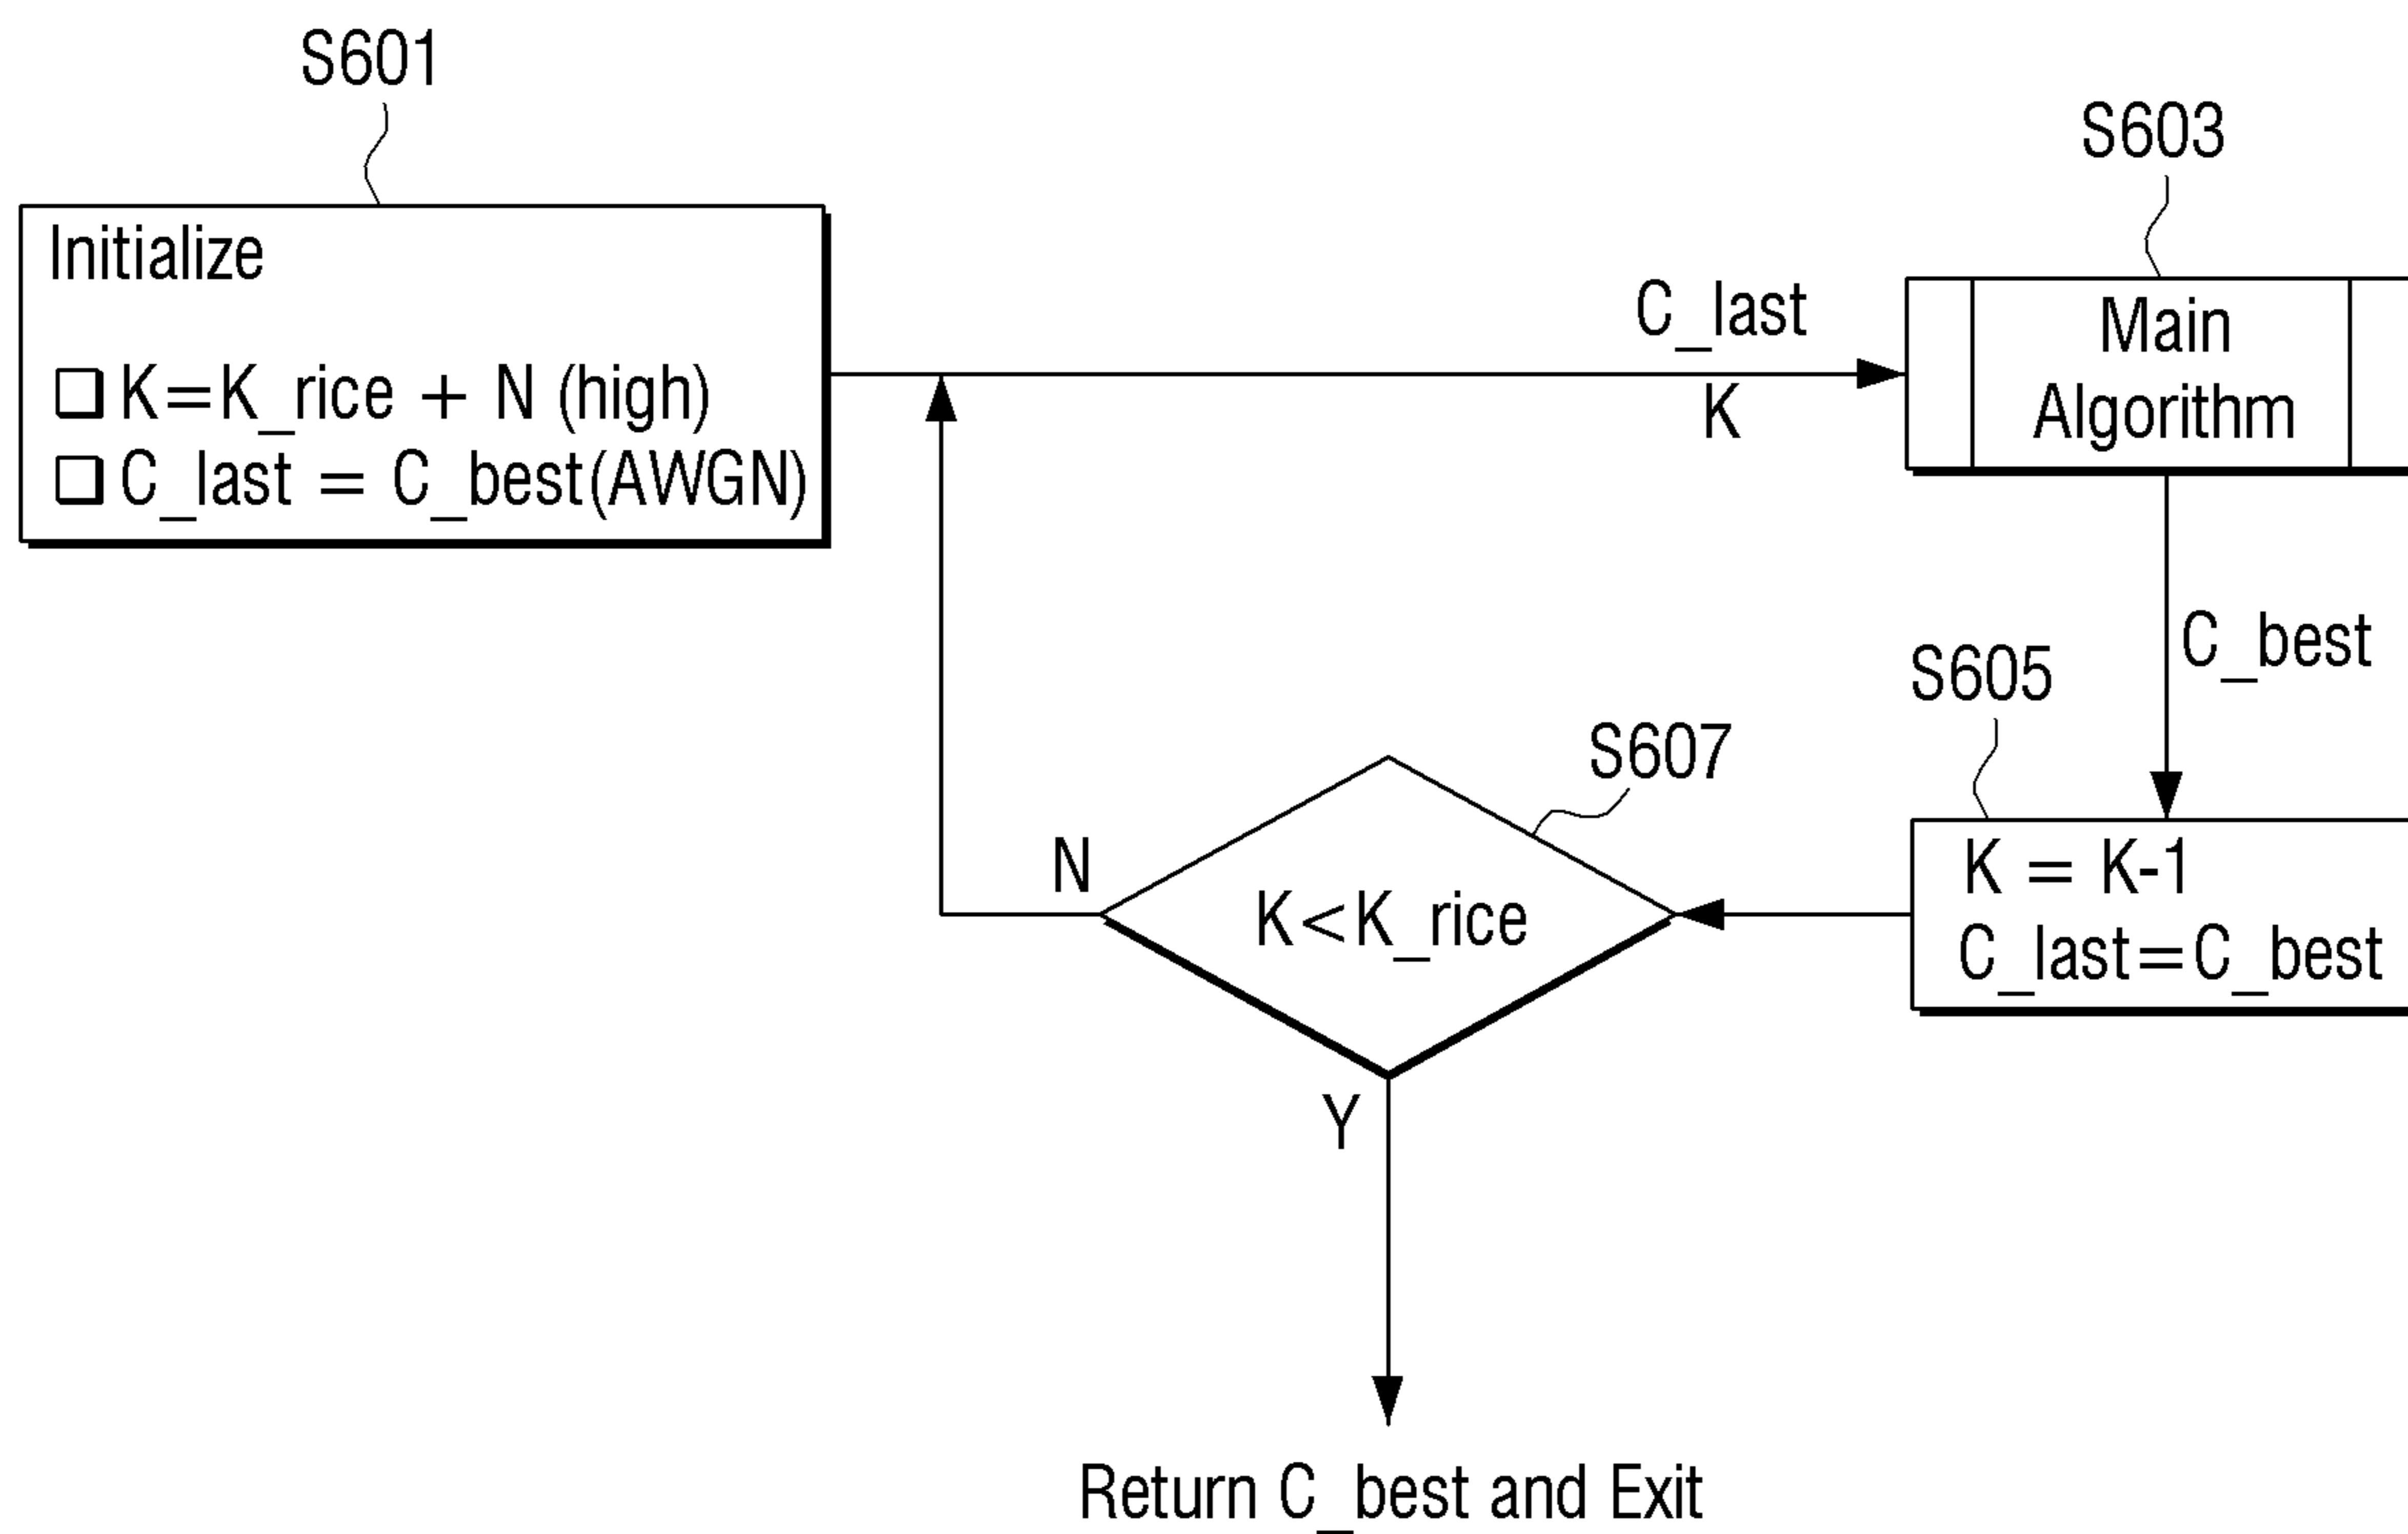 S601
Initialize
K=K_rice + N (high)
C_last = C_best(AWGN)
C_last
K
S603
Main
Algorithm
C_best
S605
K = K-1
C_last=C_best
S607
K<K_rice
N
Y
Return C_best and Exit